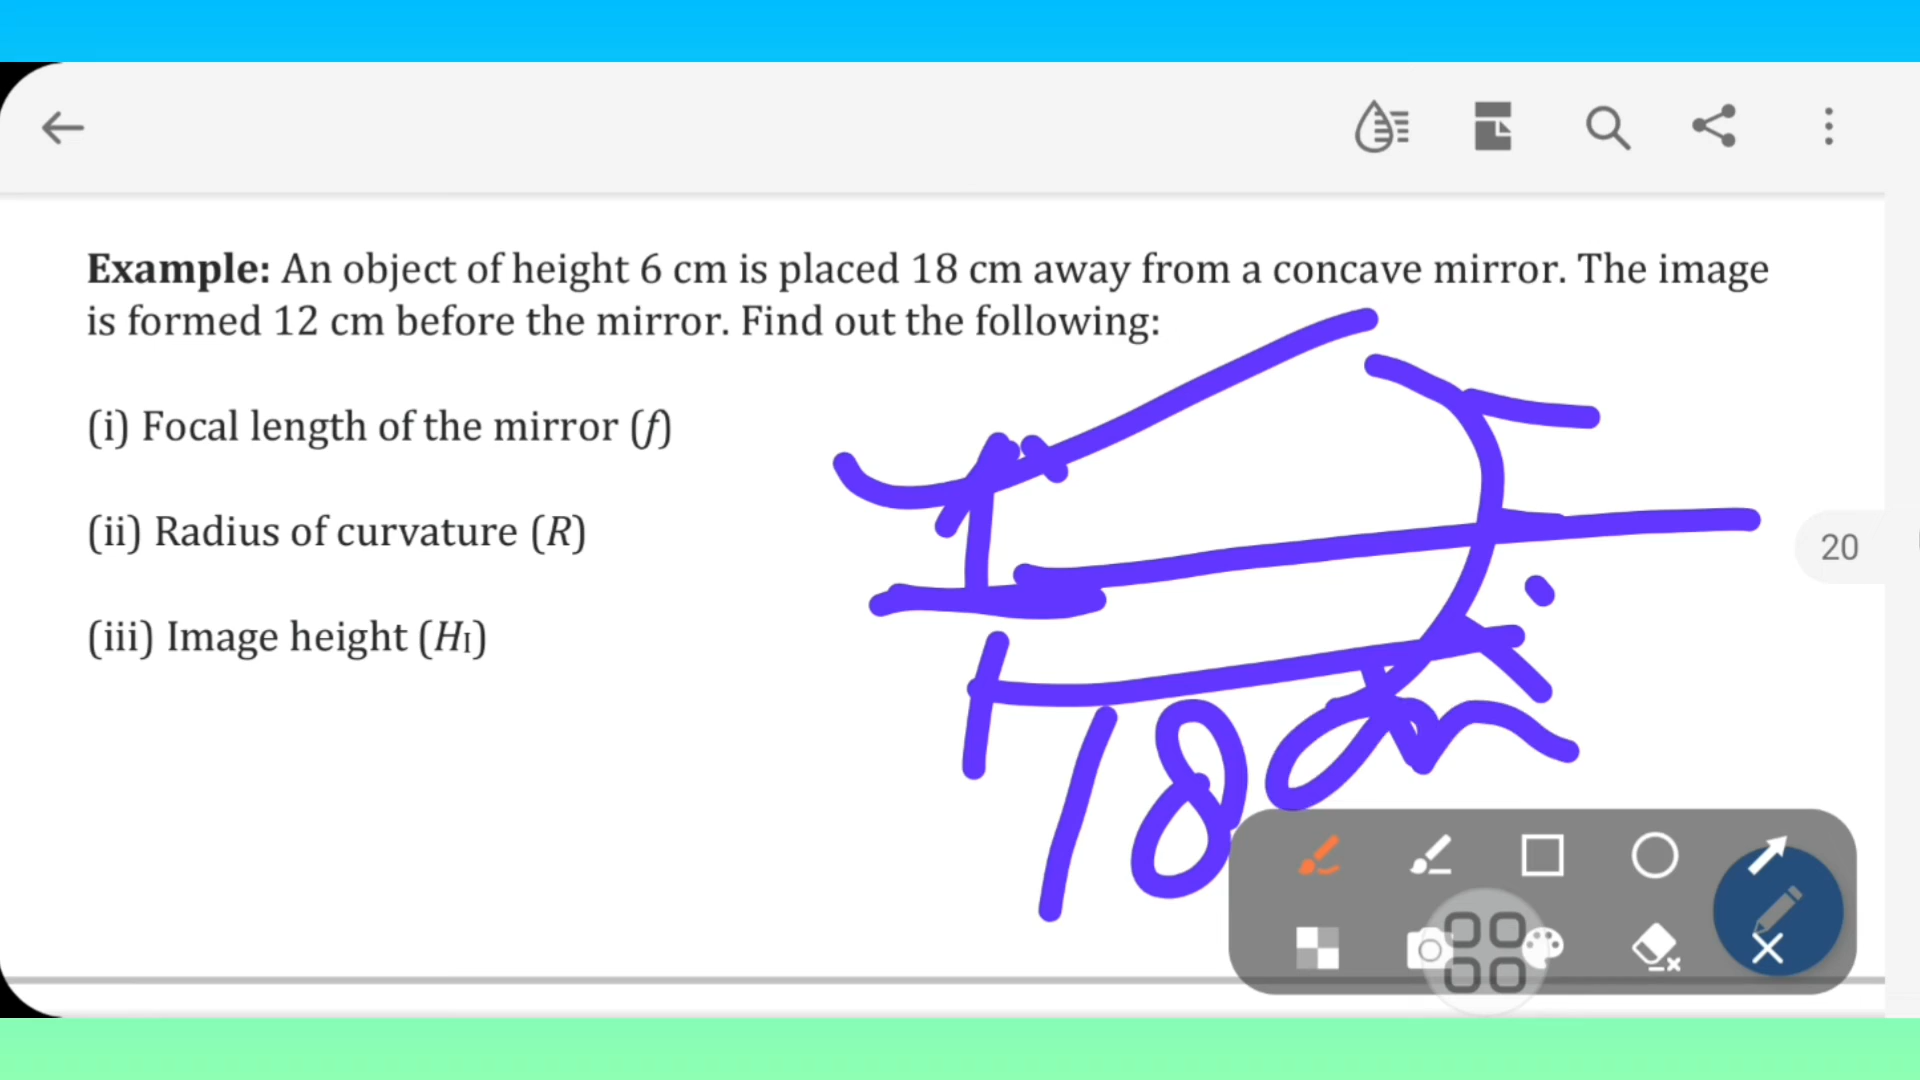 Example: An object of height 6 cm is placed 18 cm away from a concave mirror. The image
is formed 12 cm before the mirror. Find out the following:
(i) Focal length of the mirror (f)
(ii) Radius of curvature (R)
20
(iii) Image height (HI)
18 cm